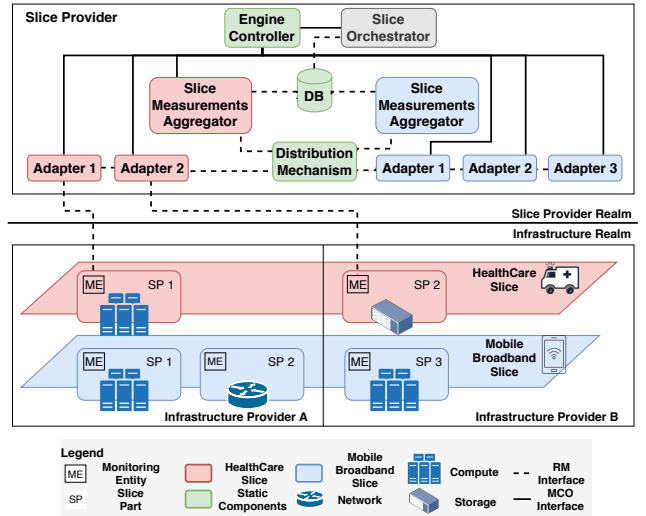 Slice Provider
Engine
Controller
Slice
Orchestrator
Slice
Measurements
Aggregator
DB
Slice
Measurements
Aggregator
Distribution
Mechanism
Adapter 1
Adapter 2
Adapter 1
Adapter 2
Adapter 3
Slice Provider Realm
Infrastructure Realm
ME
SP 1
ME
SP 2
HealthCare
Slice
ME
SP 1
ME
SP 2
ME
SP 3
Mobile
Broadband
Slice
Infrastructure Provider A
Infrastructure Provider B
Legend
ME
Monitoring
Entity
SP
Slice
Part
HealthCare
Slice
Static
Components
Mobile
Broadband
Slice
Network
Compute
Storage
RM
Interface
MCO
Interface